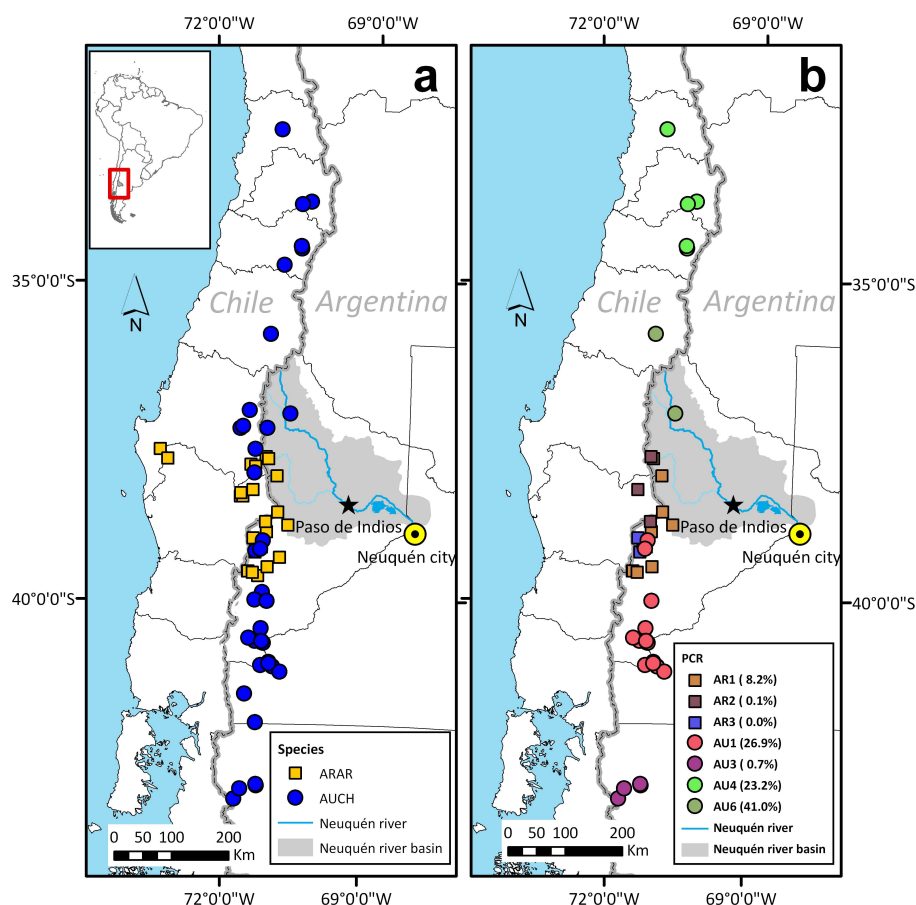 72°0'0"W
69°0'0"W
72°0'0"W
69°0'0"W
a
b
35°0'0"S
35°0'0"S
Chile
Argentina
Chile
Argentina
N
N
Paso de Indios
Neuquén city
Paso de Indios
Neuquén city
40°0'0"S
40°0'0"S
Species
ARAR
AUCH
Neuquén river
Neuquén river basin
PCR
AR1 ( 8.2%)
AR2 ( 0.1%)
AR3 ( 0.0%)
AU1 (26.9%)
AU3 ( 0.7%)
AU4 (23.2%)
AU6 (41.0%)
Neuquén river
Neuquén river basin
0 50 100 200
Km
0 50 100 200
Km
72°0'0"W
69°0'0"W
72°0'0"W
69°0'0"W